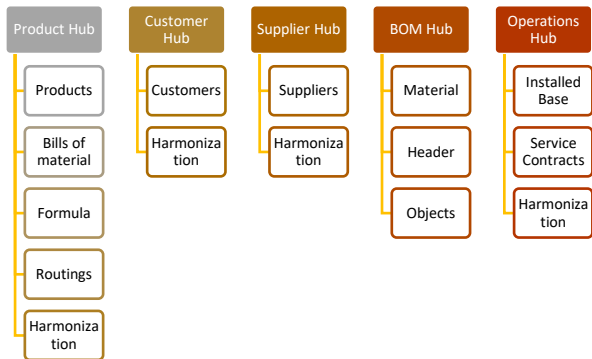 Product Hub
Products
Bills of
material
Formula
Routings
Harmoniza
tion
Customer
Hub
Customers
Harmoniza
tion
Supplier Hub
Suppliers
Harmoniza
tion
BOM Hub
Material
Header
Objects
Operations
Hub
Installed
Base
Service
Contracts
Harmoniza
tion